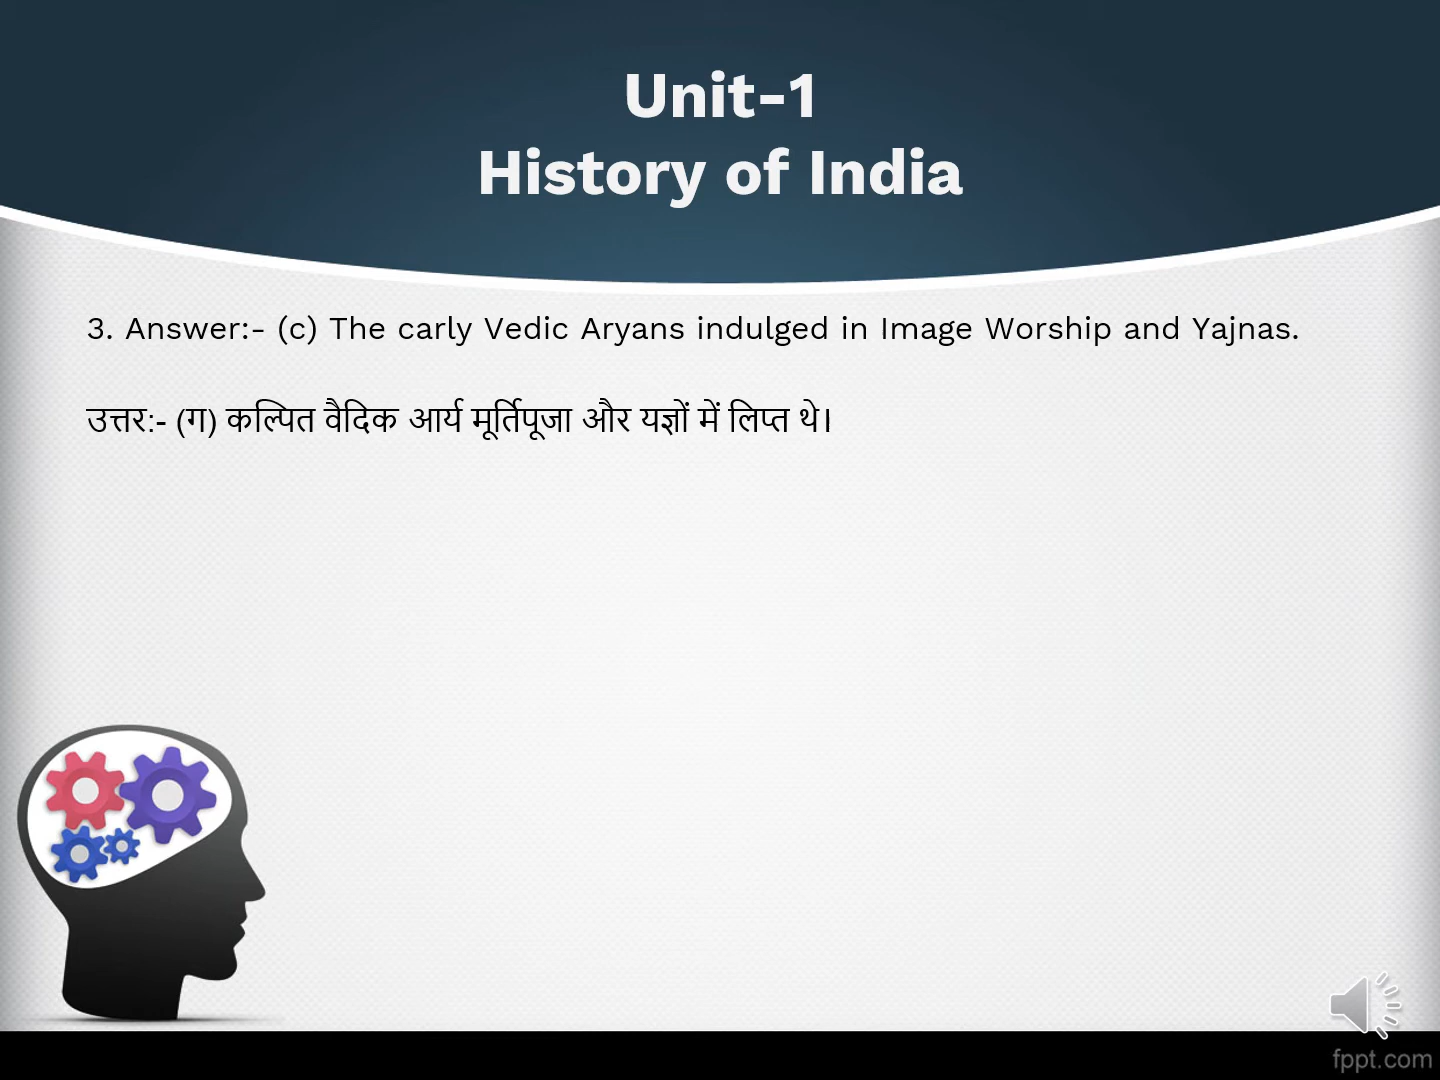 Unit-1
History of India
3. Answer:- (c) The carly Vedic Aryans indulged in Image Worship and Yajnas.
उत्तर:- (ग) कल्पित वैदिक आर्य मूर्तिपूजा और यज्ञों में लिप्त थे।
fppt.com